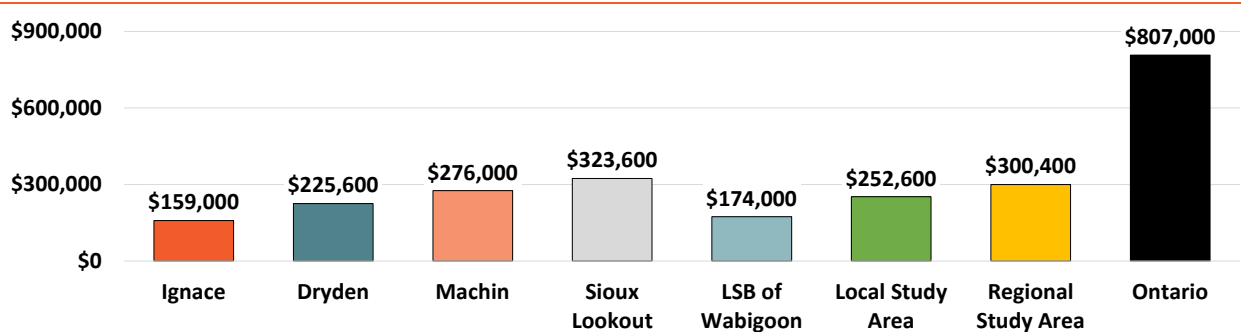 $900,000
$600,000
$300,000
$0
$159,000
$225,600
$276,000
$323,600
$174,000
$252,600
$300,400
$807,000
Ignace
Dryden
Machin
Sioux
Lookout
LSB of
Wabigoon
Local Study
Area
Regional
Study Area
Ontario